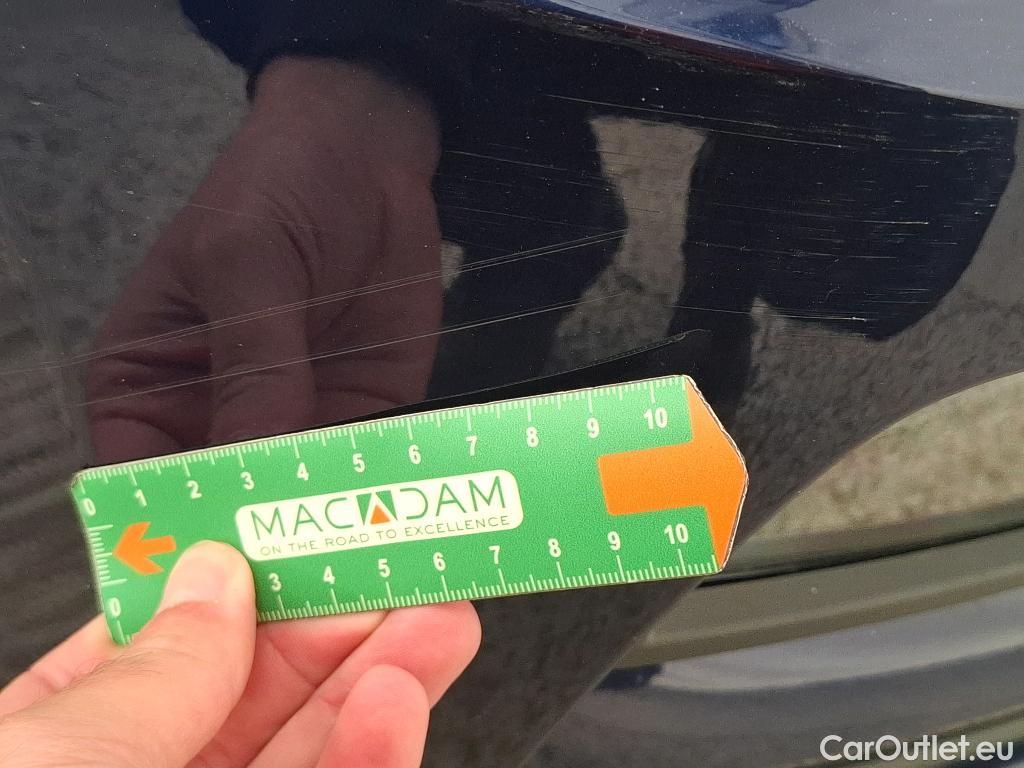 0 1 2 3 4 5 6 7 8 9 10
MACADAM
ON THE ROAD TO EXCELLENCE
0 3 4 5 6 7 8 9 10
CarOutlet.eu